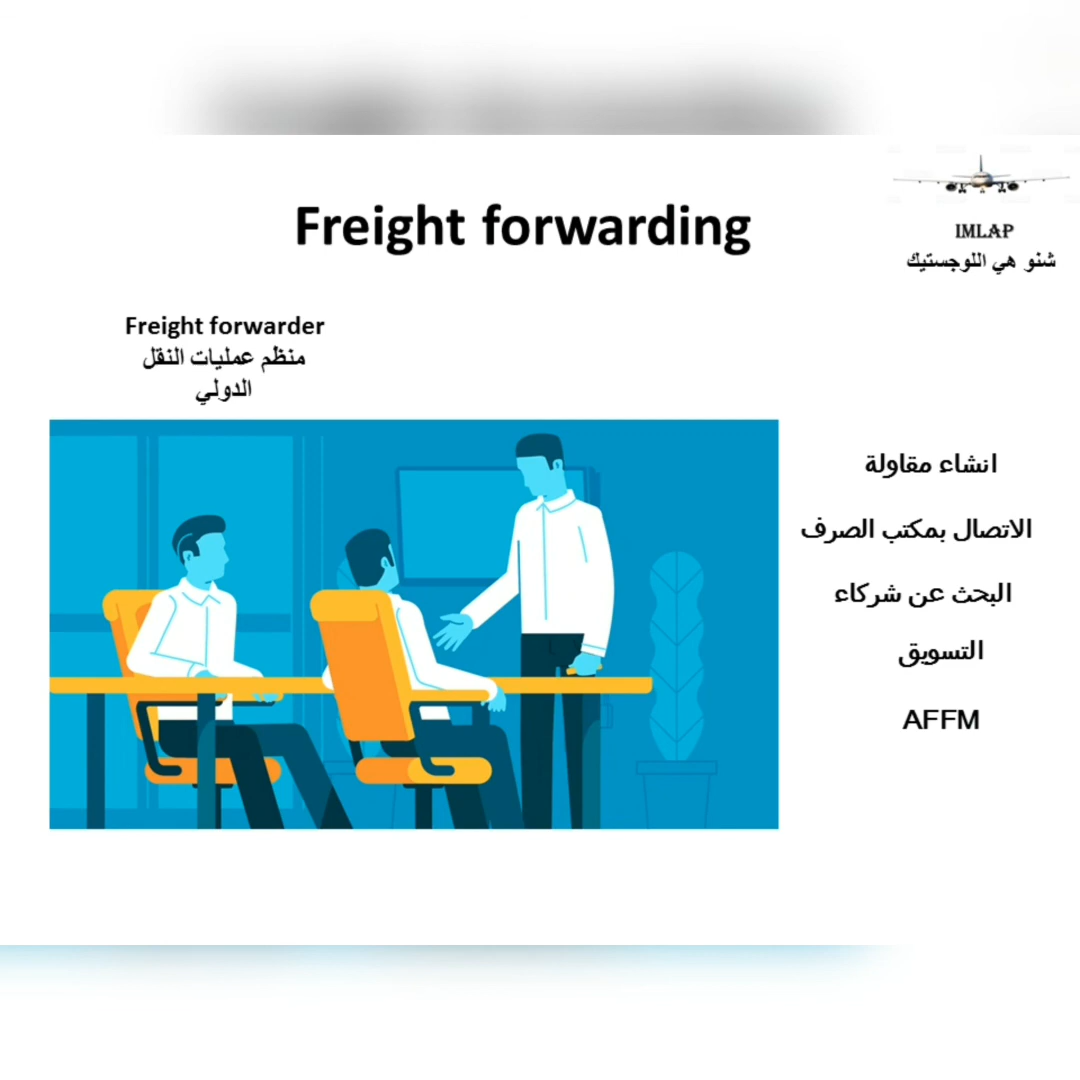 Freight forwarding
IMLAP
شنو هي اللوجستيك
Freight forwarder
منظم عمليات النقل
الدولي
انشاء مقاولة
الاتصال بمكتب الصرف
البحث عن شركاء
التسويق
AFFM